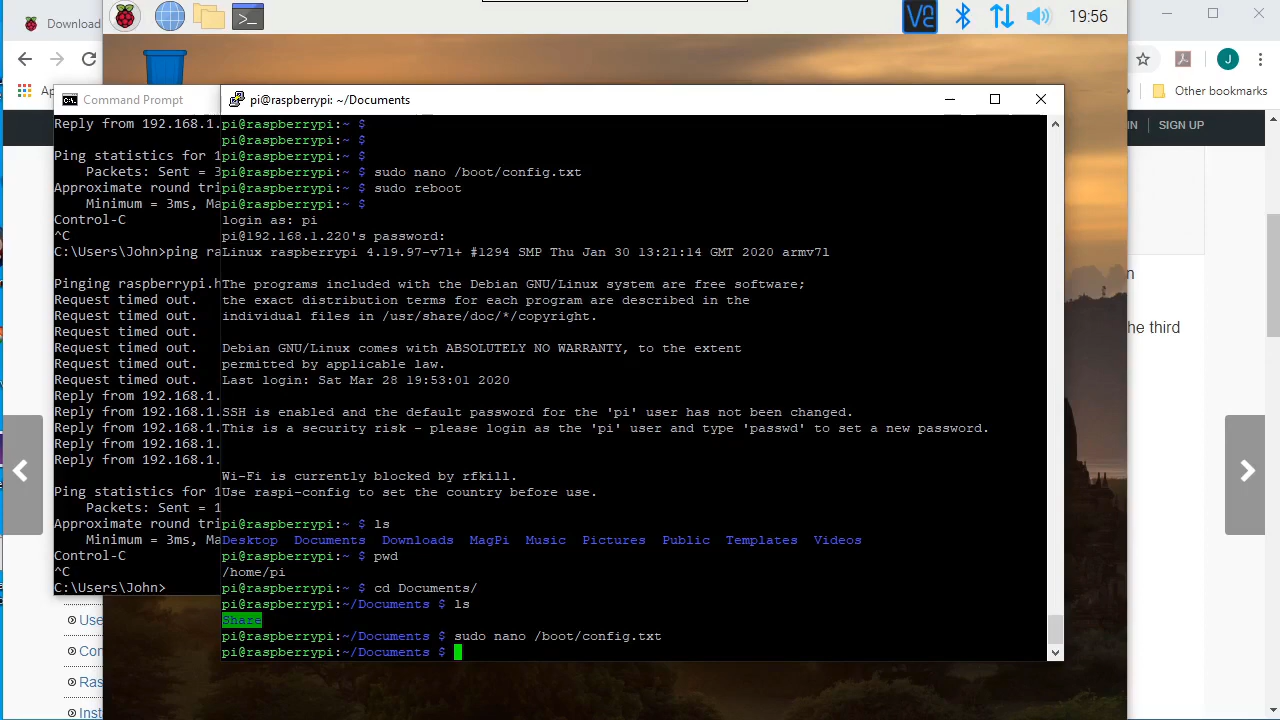 Download
19:56
Ap
Other bookmarks
IN
SIGN UP
Command Prompt
Reply from 192.168.1.
Ping statistics for 1
Packets: Sent = 3
Approximate round tri
Minimum = 3ms, Ma
Control-C
^C
C:\Users\John>ping ra
Pinging raspberrypi.h
Request timed out.
Request timed out.
Request timed out.
Request timed out.
Request timed out.
Request timed out.
Reply from 192.168.1.
Reply from 192.168.1.
Reply from 192.168.1.
Reply from 192.168.1.
Reply from 192.168.1.
Ping statistics for 1
Packets: Sent = 1
Approximate round tri
Minimum = 3ms, Ma
Control-C
^C
C:\Users\John>
pi@raspberrypi: ~/Documents
pi@raspberrypi:~ $
pi@raspberrypi:~ $
pi@raspberrypi:~ $
pi@raspberrypi:~ $ sudo nano /boot/config.txt
pi@raspberrypi:~ $ sudo reboot
pi@raspberrypi:~ $
login as: pi
pi@192.168.1.220's password:
Linux raspberrypi 4.19.97-v7l+ #1294 SMP Thu Jan 30 13:21:14 GMT 2020 armv7l
The programs included with the Debian GNU/Linux system are free software;
the exact distribution terms for each program are described in the
individual files in /usr/share/doc/*/copyright.
Debian GNU/Linux comes with ABSOLUTELY NO WARRANTY, to the extent
permitted by applicable law.
Last login: Sat Mar 28 19:53:01 2020
SSH is enabled and the default password for the 'pi' user has not been changed.
This is a security risk - please login as the 'pi' user and type 'passwd' to set a new password.
Wi-Fi is currently blocked by rfkill.
Use raspi-config to set the country before use.
pi@raspberrypi:~ $ ls
Desktop Documents Downloads MagPi Music Pictures Public Templates Videos
pi@raspberrypi:~ $ pwd
/home/pi
pi@raspberrypi:~ $ cd Documents/
pi@raspberrypi:~/Documents $ ls
Share
pi@raspberrypi:~/Documents $ sudo nano /boot/config.txt
pi@raspberrypi:~/Documents $
n
he third
Use
Con
Ras
Inst
J